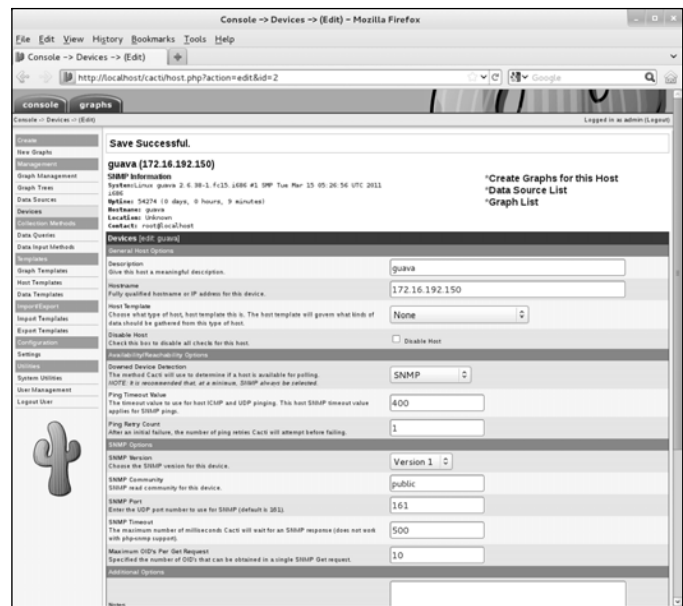 Console -> Devices -> (Edit) - Mozilla Firefox
File Edit View History Bookmarks Tools Help
Console -> Devices -> (Edit)
http://localhost/cacti/host.php?action=edit&id=2
Google
console graphs
Console -> Devices -> (Edit)
Logged in as admin (Logout)
Create
New Graphs
Management
Graph Management
Graph Trees
Data Sources
Devices
Collection Methods
Data Queries
Data Input Methods
Templates
Graph Templates
Host Templates
Data Templates
Import/Export
Import Templates
Export Templates
Configuration
Settings
Utilities
System Utilities
User Management
Logout User
Save Successful.
guava (172.16.192.150)
SNMP Information
System:Linux guava 2.6.38-1.fc15.i686 #1 SMP Tue Mar 15 05:26:56 UTC 2011
i686
Uptime: 54274 (0 days, 0 hours, 9 minutes)
Hostname: guava
Location: Unknown
Contact: root@localhost
*Create Graphs for this Host
*Data Source List
*Graph List
Devices [edit: guava]
General Host Options
Description
Give this host a meaningful description.
guava
Hostname
Fully qualified hostname or IP address for this device.
172.16.192.150
Host Template
Choose what type of host, host template this is. The host template will govern what kinds of
data should be gathered from this type of host.
None
Disable Host
Check this box to disable all checks for this host.
Disable Host
Availability/Reachability Options
Downed Device Detection
The method Cacti will use to determine if a host is available for polling.
NOTE: It is recommended that, at a minimum, SNMP always be selected.
SNMP
Ping Timeout Value
The timeout value to use for host ICMP and UDP pinging. This host SNMP timeout value
applies for SNMP pings.
400
Ping Retry Count
After an initial failure, the number of ping retries Cacti will attempt before failing.
1
SNMP Options
SNMP Version
Choose the SNMP version for this device.
Version 1
SNMP Community
SNMP read community for this device.
public
SNMP Port
Enter the UDP port number to use for SNMP (default is 161).
161
SNMP Timeout
The maximum number of milliseconds Cacti will wait for an SNMP response (does not work
with php-snmp support).
500
Maximum OID's Per Get Request
Specified the number of OID's that can be obtained in a single SNMP Get request.
10
Additional Options
Notes